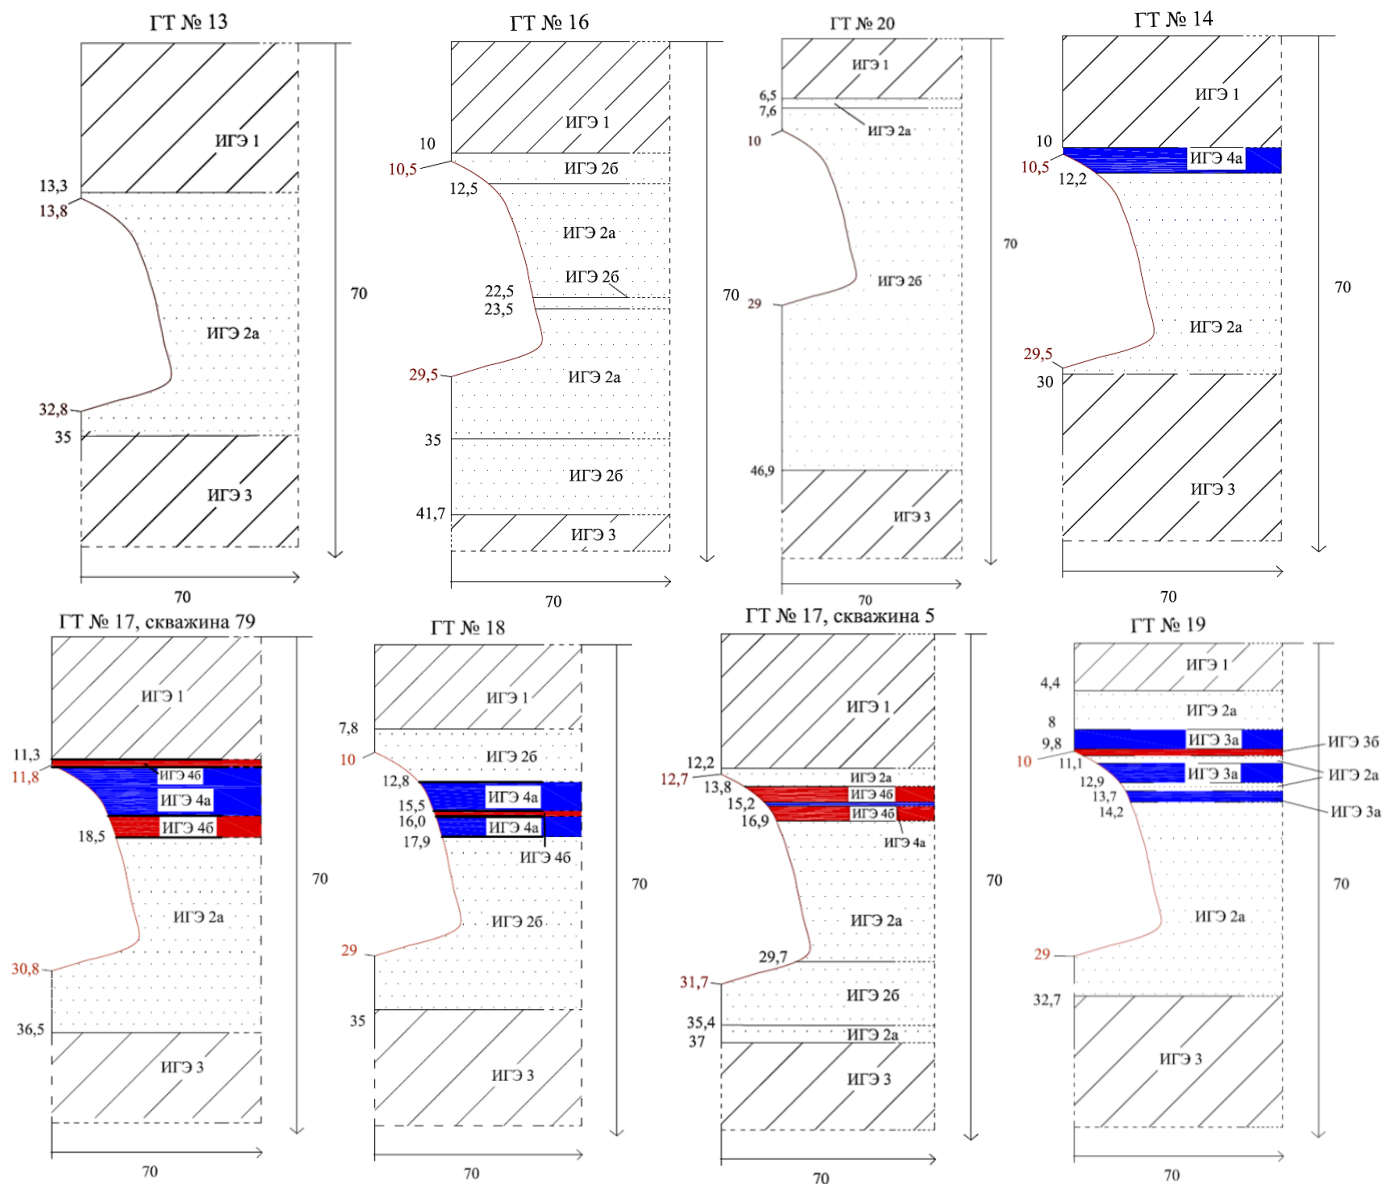 ГТ № 13
ИГЭ 1
13,3
13,8
ИГЭ 2а
32,8
35
ИГЭ 3
70
70
ГТ № 16
ИГЭ 1
10
10,5
ИГЭ 2б
12,5
ИГЭ 2а
ИГЭ 2б
22,5
23,5
29,5
ИГЭ 2а
35
ИГЭ 2б
41,7
ИГЭ 3
70
70
ГТ № 20
ИГЭ 1
6,5
7,6
ИГЭ 2а
10
ИГЭ 2б
29
46,9
ИГЭ 3
70
70
ГТ № 14
ИГЭ 1
10
ИГЭ 4а
10,5
12,2
ИГЭ 2а
29,5
30
ИГЭ 3
70
70
ГТ № 17, скважина 79
ИГЭ 1
11,3
11,8
ИГЭ 4б
ИГЭ 4а
ИГЭ 4б
18,5
ИГЭ 2а
30,8
36,5
ИГЭ 3
70
70
ГТ № 18
ИГЭ 1
7,8
ИГЭ 2б
10
12,8
ИГЭ 4а
15,5
16,0
ИГЭ 4а
17,9
ИГЭ 4б
ИГЭ 2б
29
35
ИГЭ 3
70
70
ГТ № 17, скважина 5
ИГЭ 1
12,2
12,7
ИГЭ 2а
13,8
ИГЭ 4б
15,2
ИГЭ 4б
16,9
ИГЭ 4а
ИГЭ 2а
29,7
31,7
ИГЭ 2б
35,4
ИГЭ 2а
37
ИГЭ 3
70
70
ГТ № 19
ИГЭ 1
4,4
ИГЭ 2а
8
ИГЭ 3а
ИГЭ 3б
9,8
10
11,1
ИГЭ 3а
ИГЭ 2а
12,9
13,7
14,2
ИГЭ 3а
ИГЭ 2а
29
32,7
ИГЭ 3
70
70